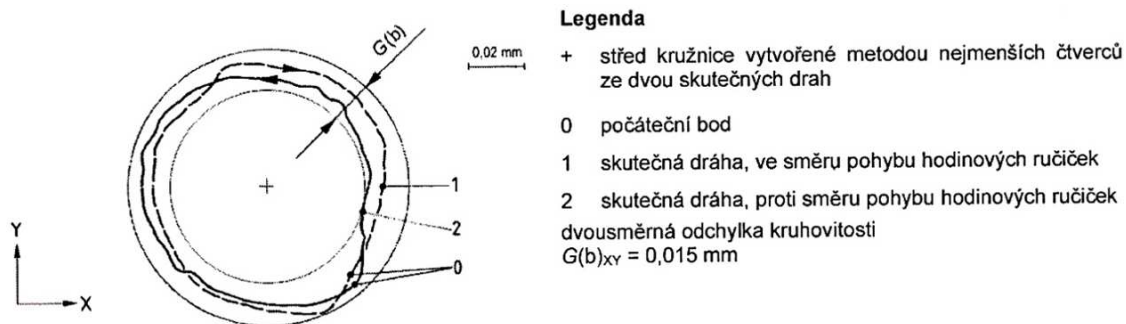 G(b)
0,02 mm
1
2
0
Y
X
Legenda
+ střed kružnice vytvořené metodou nejmenších čtverců
ze dvou skutečných drah
0 počáteční bod
1 skutečná dráha, ve směru pohybu hodinových ručiček
2 skutečná dráha, proti směru pohybu hodinových ručiček
dvousměrná odchylka kruhovitosti
G(b)XY = 0,015 mm